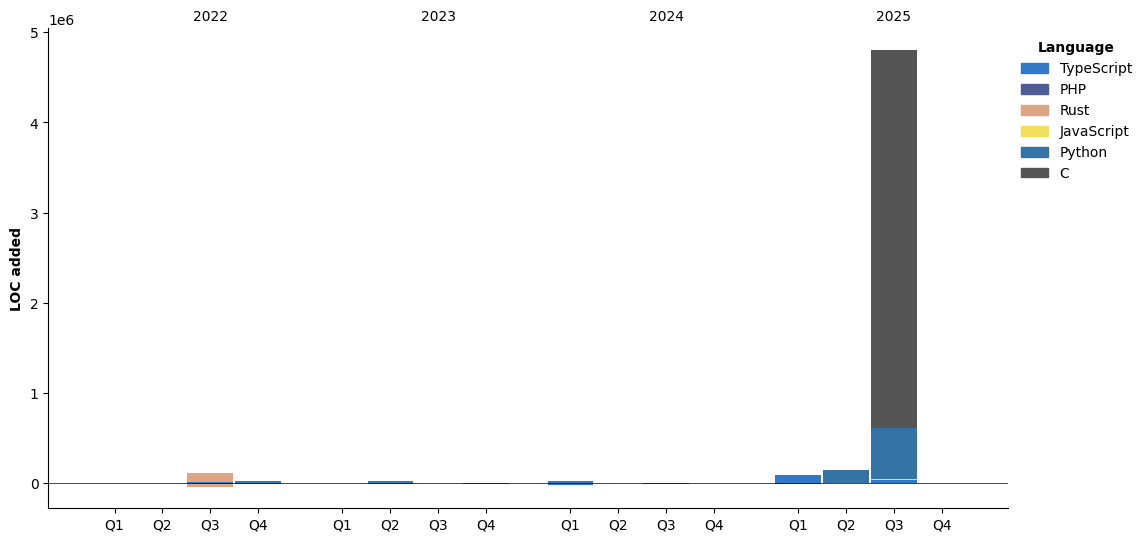 1e6
2022 2023 2024 2025
Language
TypeScript
PHP
Rust
JavaScript
Python
C
LOC added
5
4
3
2
1
0
Q1 Q2 Q3 Q4 Q1 Q2 Q3 Q4 Q1 Q2 Q3 Q4 Q1 Q2 Q3 Q4